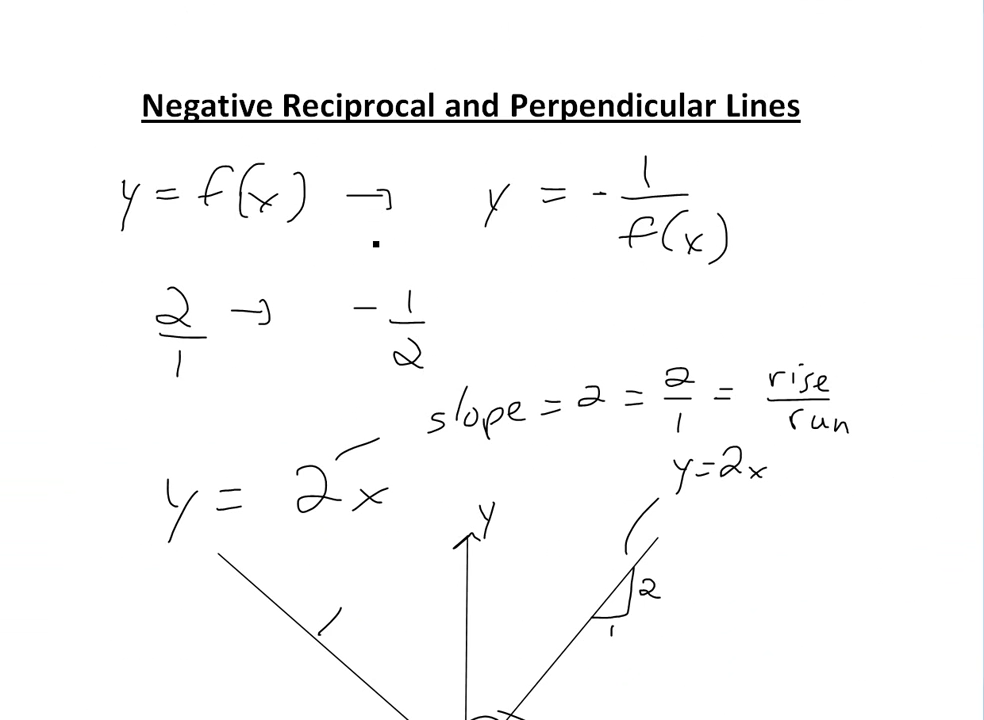 Negative Reciprocal and Perpendicular Lines
y = f(x) → y = - 1/f(x)
2/1 → - 1/2
slope = 2 = 2/1 = rise/run
y = 2x
y=2x
y
2
1